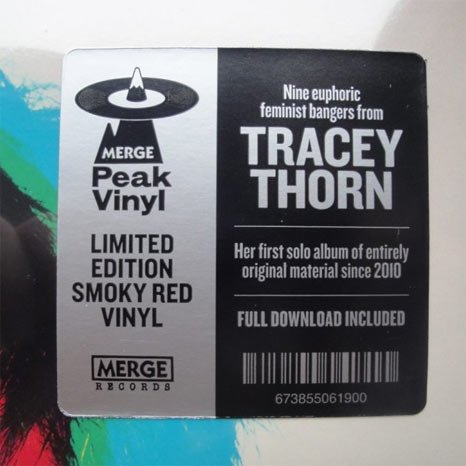 MERGE
Peak
Vinyl
LIMITED
EDITION
SMOKY RED
VINYL
MERGE
RECORDS
Nine euphoric
feminist bangers from
TRACEY
THORN
Her first solo album of entirely
original material since 2010
FULL DOWNLOAD INCLUDED
673855061900